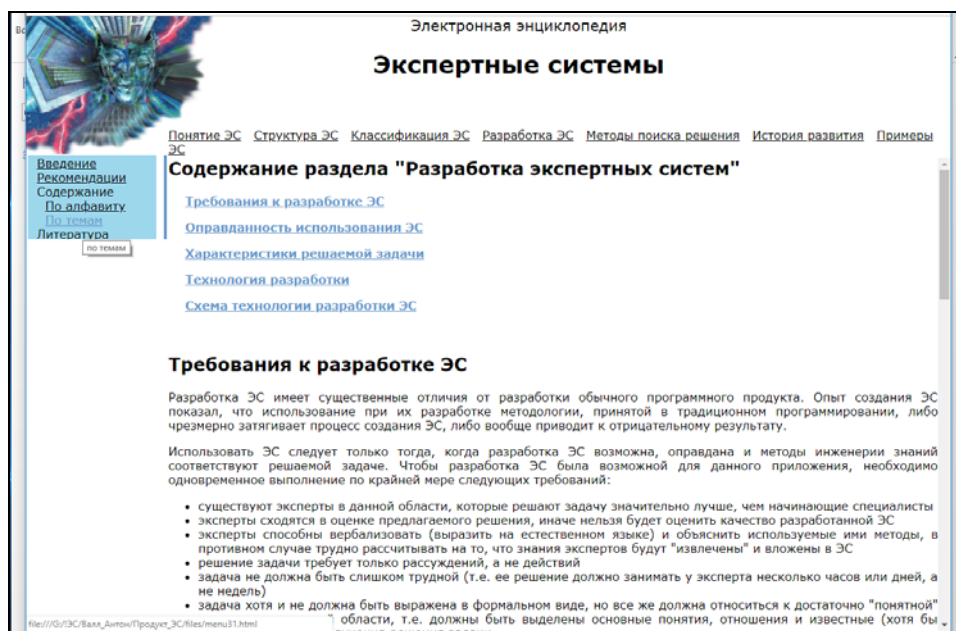 Электронная энциклопедия
Экспертные системы
Понятие ЭС Структура ЭС Классификация ЭС Разработка ЭС Методы поиска решения История развития Примеры
ЭС
Введение
Рекомендации
Содержание
По алфавиту
По темам
Литература
по темам
Содержание раздела "Разработка экспертных систем"
Требования к разработке ЭС
Оправданность использования ЭС
Характеристики решаемой задачи
Технология разработки
Схема технологии разработки ЭС
Требования к разработке ЭС
Разработка ЭС имеет существенные отличия от разработки обычного программного продукта. Опыт создания ЭС
показал, что использование при их разработке методологии, принятой в традиционном программировании, либо
чрезмерно затягивает процесс создания ЭС, либо вообще приводит к отрицательному результату.
Использовать ЭС следует только тогда, когда разработка ЭС возможна, оправдана и методы инженерии знаний
соответствуют решаемой задаче. Чтобы разработка ЭС была возможной для данного приложения, необходимо
одновременное выполнение по крайней мере следующих требований:
• существуют эксперты в данной области, которые решают задачу значительно лучше, чем начинающие специалисты
• эксперты сходятся в оценке предлагаемого решения, иначе нельзя будет оценить качество разработанной ЭС
• эксперты способны вербализовать (выразить на естественном языке) и объяснить используемые ими методы, в
противном случае трудно рассчитывать на то, что знания экспертов будут "извлечены" и вложены в ЭС
• решение задачи требует только рассуждений, а не действий
• задача не должна быть слишком трудной (т.е. ее решение должно занимать у эксперта несколько часов или дней, а
не недель)
• задача хотя и не должна быть выражена в формальном виде, но все же должна относиться к достаточно "понятной"
области, т.е. должны быть выделены основные понятия, отношения и известные (хотя бы
file:///G:/!ЭС/Валл_Антон/Продукт_ЭС/files/menu31.html